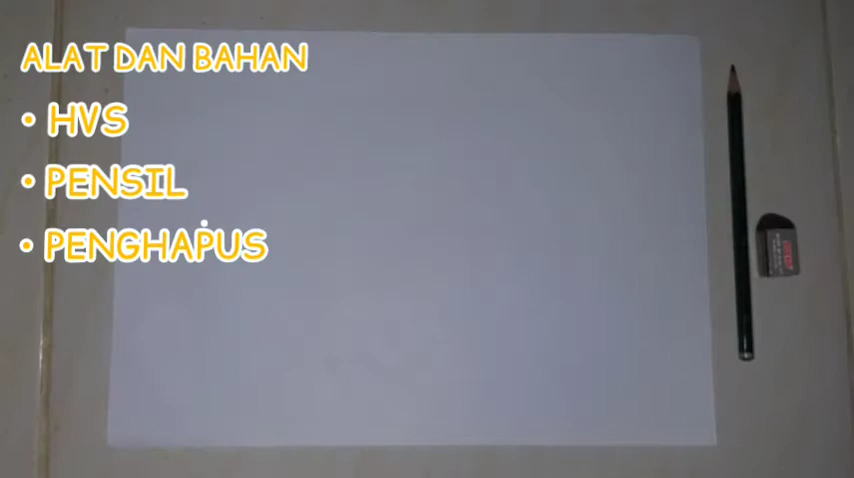 ALAT DAN BAHAN
• HVS
• PENSIL
• PENGHAPUS